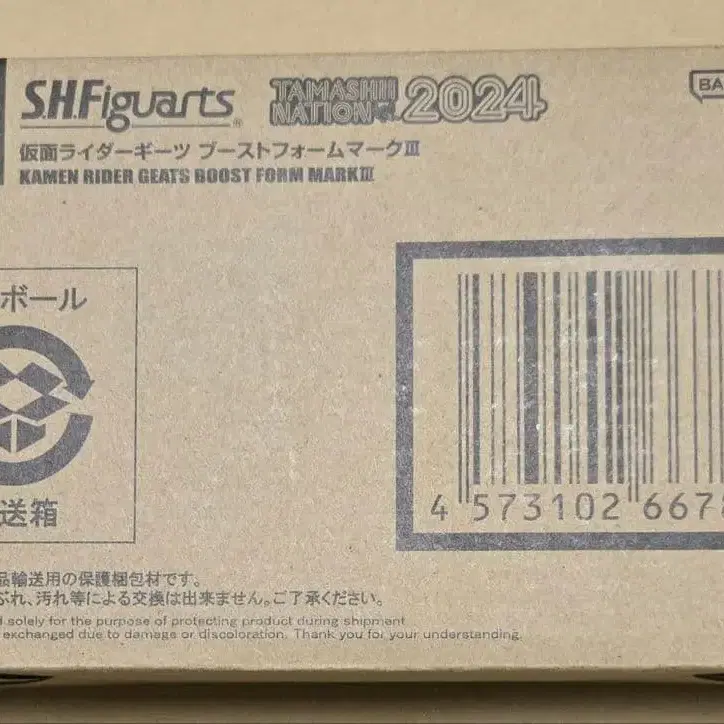 S.H.Figuarts
TAMASHII NATION 2024
BA
仮面ライダーギーツ ブーストフォームマークⅢ
KAMEN RIDER GEATS BOOST FORM MARKⅢ
ボール
送箱
4 573102 667
品輸送用の保護梱包材です。
ぶれ、汚れ等による交換は出来ません。ご了承ください。
solely for the purpose of protecting product during shipment
exchanged due to damage or discoloration. Thank you for your understanding.